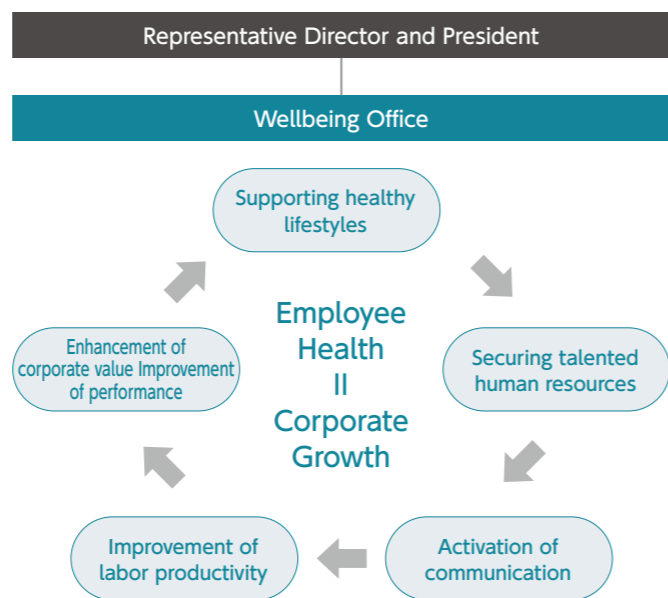 Representative Director and President
Wellbeing Office
Supporting healthy
lifestyles
Employee
Health
II
Corporate
Growth
Securing talented
human resources
Activation of
communication
Improvement of
labor productivity
Enhancement of
corporate value Improvement
of performance